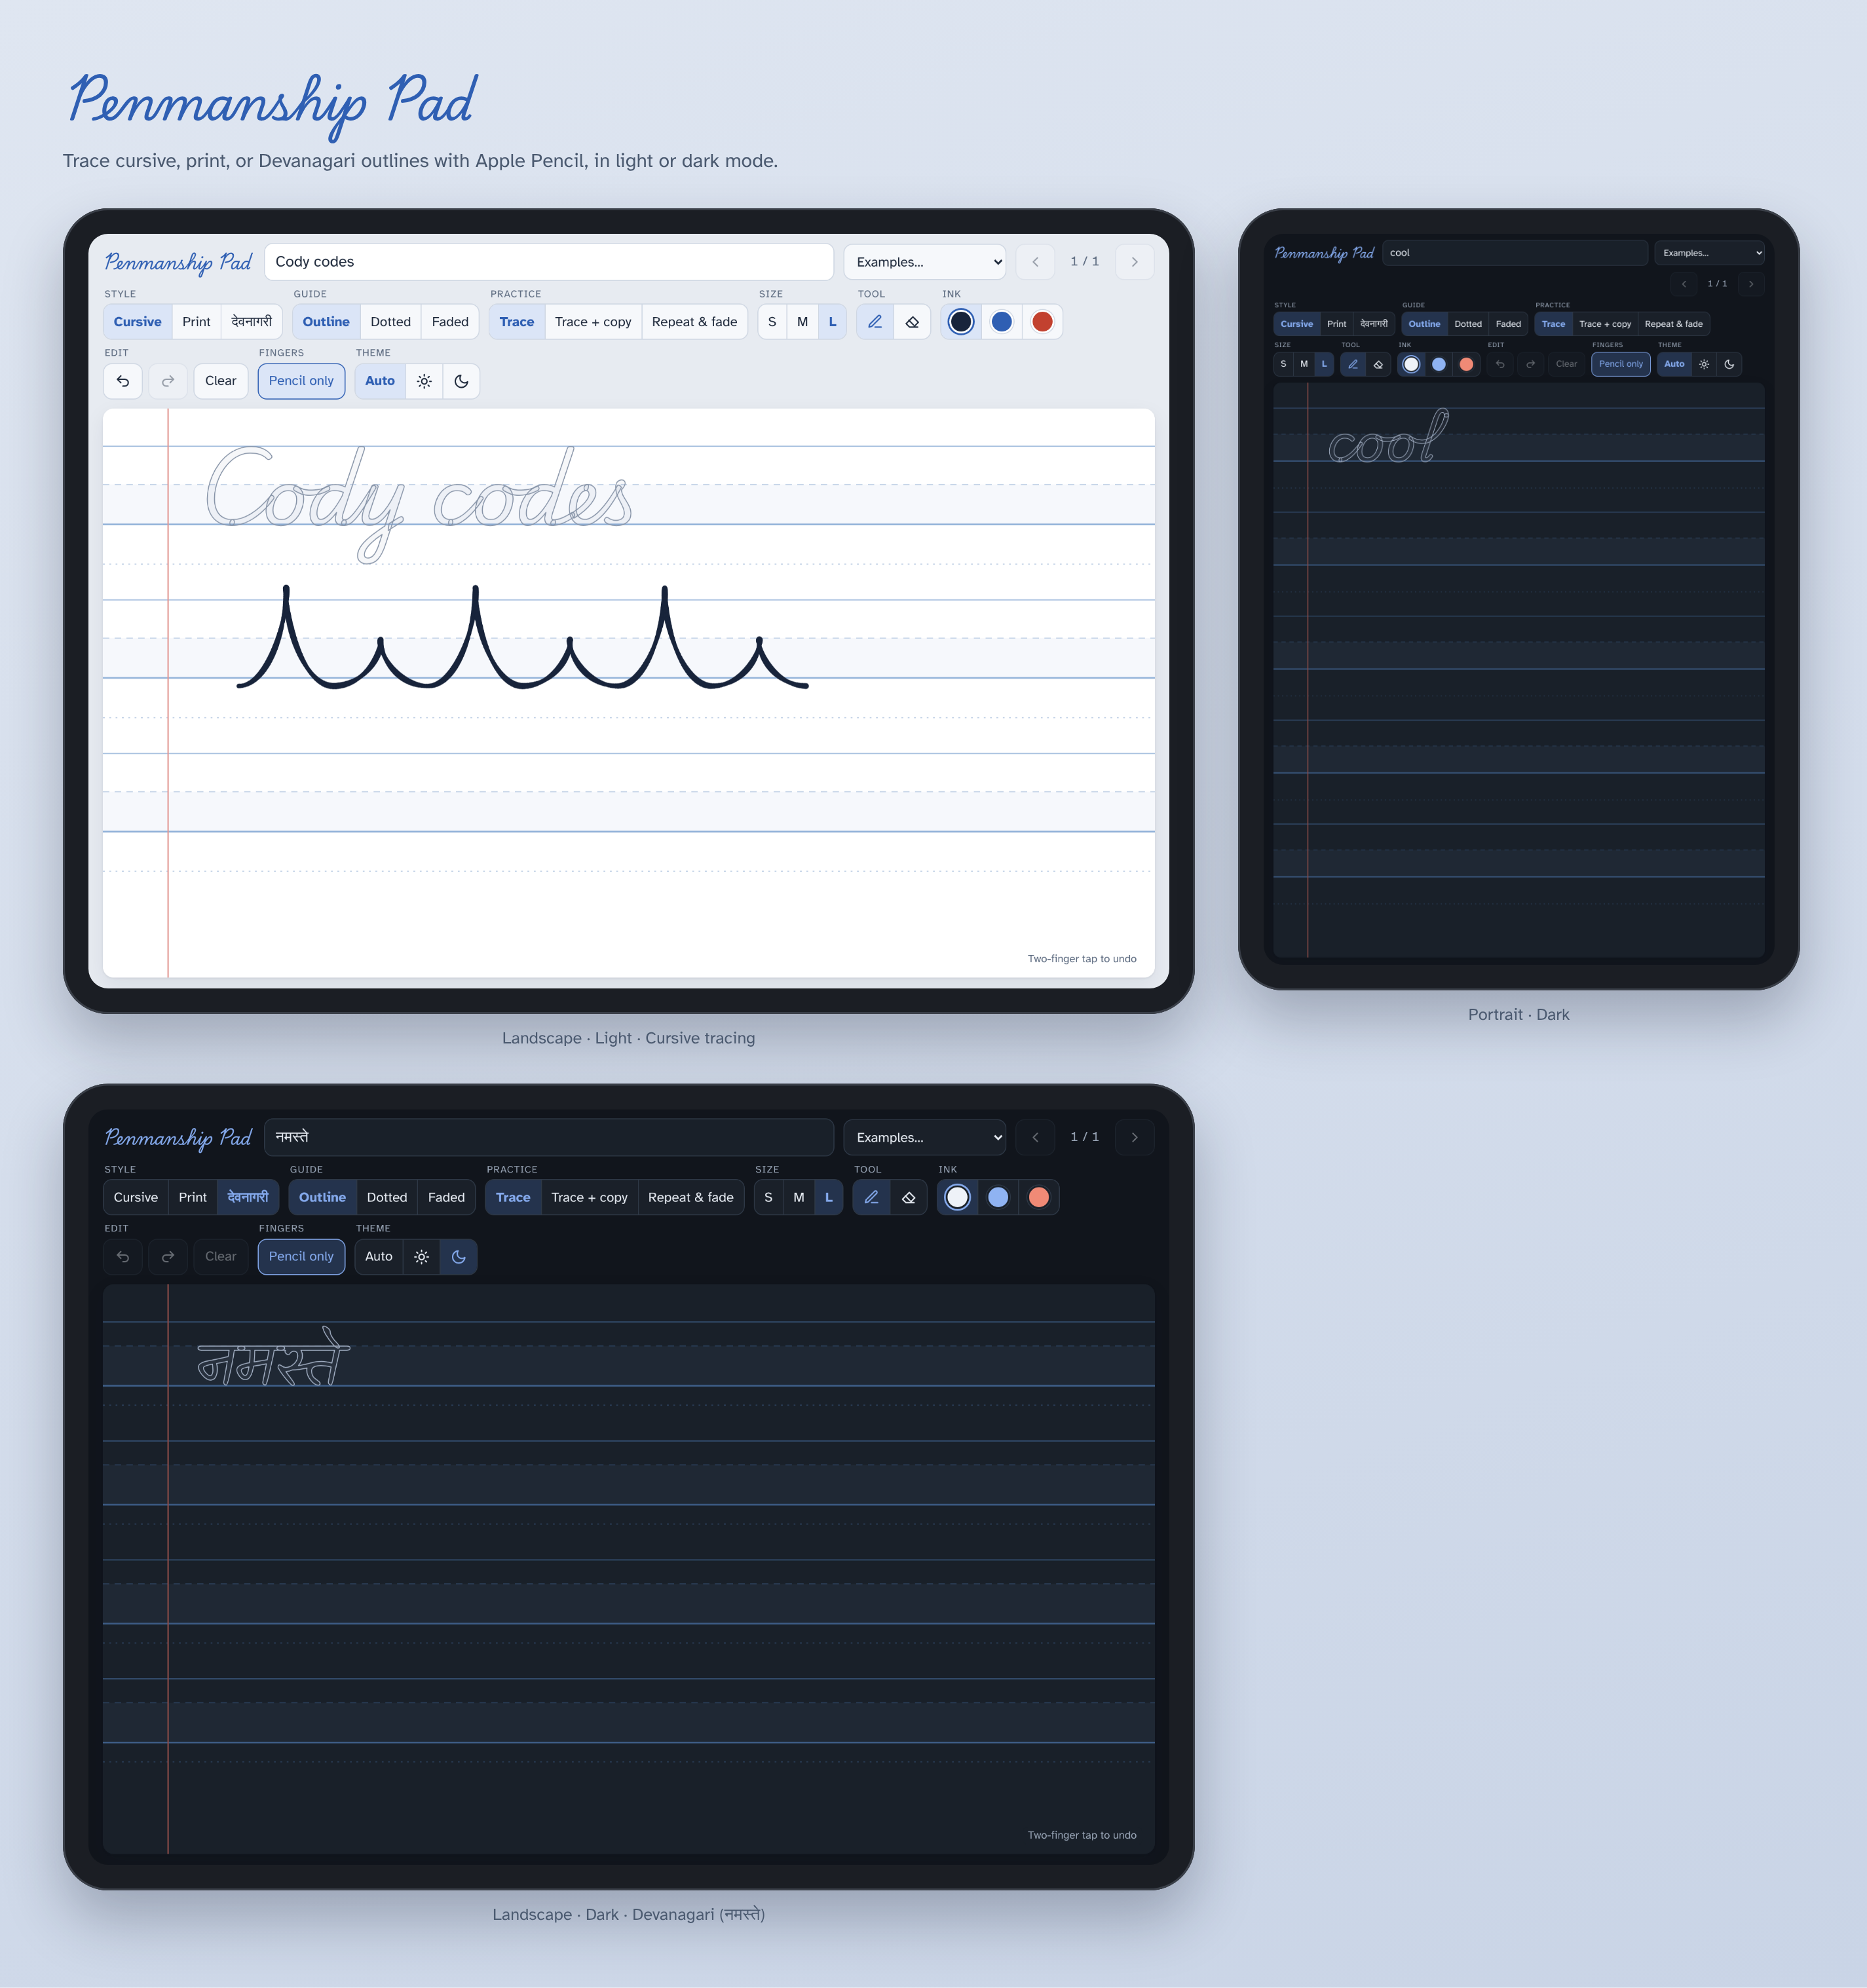 Penmanship Pad
Trace cursive, print, or Devanagari outlines with Apple Pencil, in light or dark mode.
Penmanship Pad Cody codes Examples... 1 / 1
STYLE GUIDE PRACTICE SIZE TOOL INK
Cursive Print देवनागरी Outline Dotted Faded Trace Trace + copy Repeat & fade S M L
EDIT FINGERS THEME
Clear Pencil only Auto
Cody codes
Two-finger tap to undo
Landscape · Light · Cursive tracing
Penmanship Pad cool Examples...
1 / 1
STYLE GUIDE PRACTICE
Cursive Print देवनागरी Outline Dotted Faded Trace Trace + copy Repeat & fade
SIZE TOOL INK EDIT FINGERS THEME
S M L Clear Pencil only Auto
cool
Portrait · Dark
Penmanship Pad नमस्ते Examples... 1 / 1
STYLE GUIDE PRACTICE SIZE TOOL INK
Cursive Print देवनागरी Outline Dotted Faded Trace Trace + copy Repeat & fade S M L
EDIT FINGERS THEME
Clear Pencil only Auto
नमस्ते
Two-finger tap to undo
Landscape · Dark · Devanagari (नमस्ते)